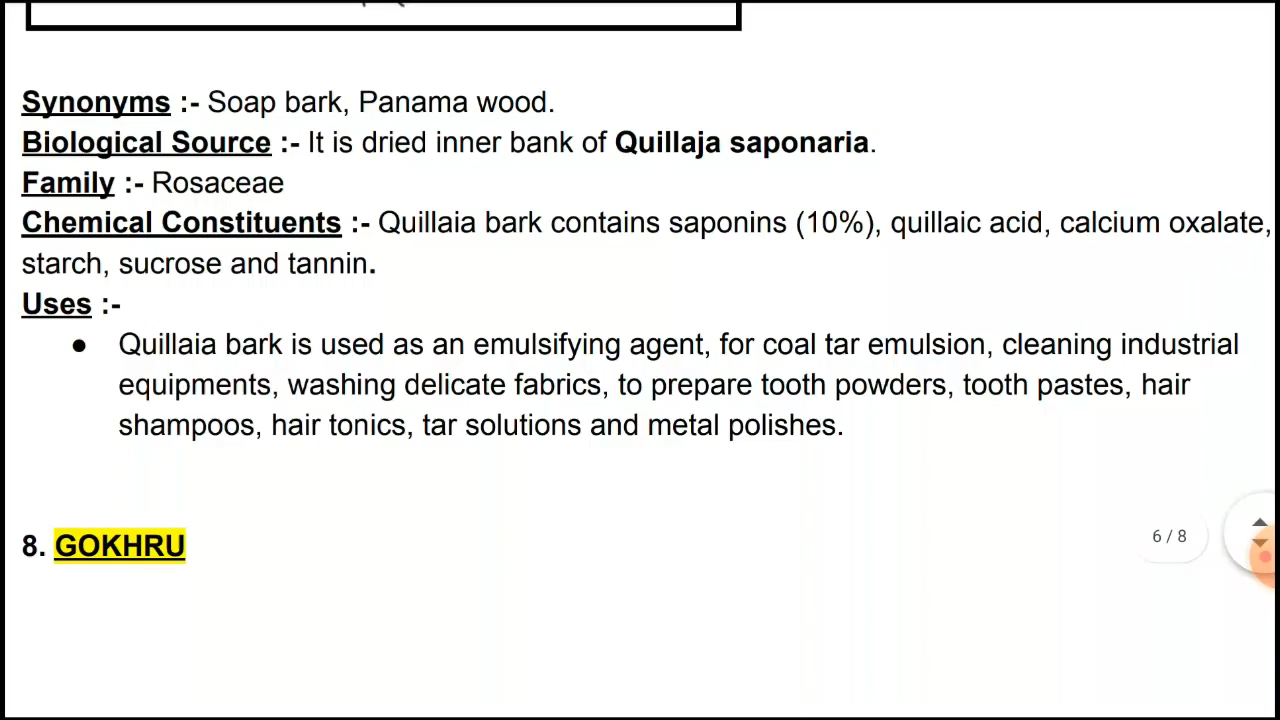 Synonyms :- Soap bark, Panama wood.
Biological Source :- It is dried inner bank of Quillaja saponaria.
Family :- Rosaceae
Chemical Constituents :- Quillaia bark contains saponins (10%), quillaic acid, calcium oxalate,
starch, sucrose and tannin.
Uses :-
● Quillaia bark is used as an emulsifying agent, for coal tar emulsion, cleaning industrial
equipments, washing delicate fabrics, to prepare tooth powders, tooth pastes, hair
shampoos, hair tonics, tar solutions and metal polishes.
8. GOKHRU
6 / 8